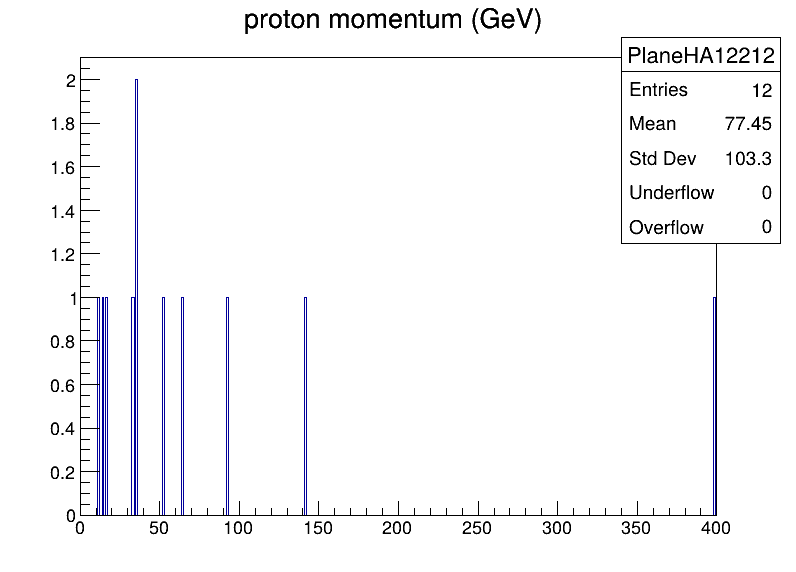 proton momentum (GeV)
PlaneHA12212
Entries 12
Mean 77.45
Std Dev 103.3
Underflow 0
Overflow 0
2
1.8
1.6
1.4
1.2
1
0.8
0.6
0.4
0.2
0
0 50 100 150 200 250 300 350 400